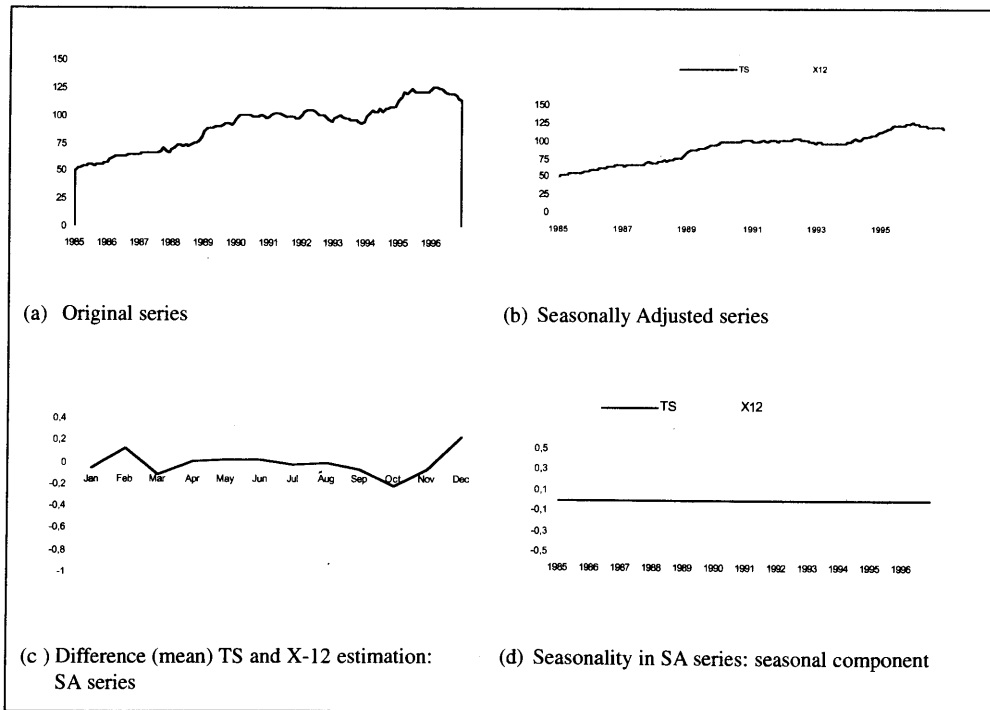 150
125
100
75
50
25
0
1985 1986 1987 1988 1989 1990 1991 1992 1993 1994 1995 1996
(a) Original series
TS X12
150
125
100
75
50
25
0
1985 1987 1989 1991 1993 1995
(b) Seasonally Adjusted series
0,4
0,2
0
-0,2
-0,4
-0,6
-0,8
-1
Jan Feb Mar Apr May Jun Jul Aug Sep Oct Nov Dec
(c ) Difference (mean) TS and X-12 estimation:
SA series
TS X12
0,5
0,3
0,1
-0,1
-0,3
-0,5
1985 1986 1987 1988 1989 1990 1991 1992 1993 1994 1995 1996
(d) Seasonality in SA series: seasonal component